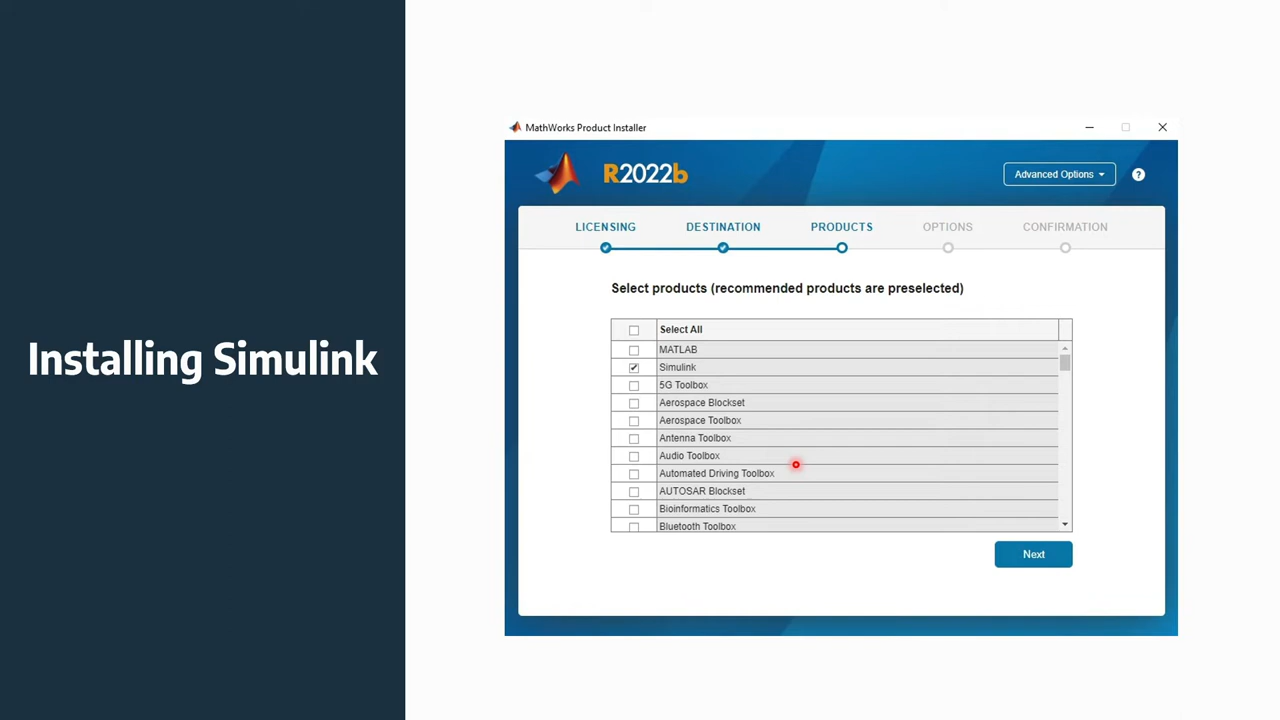 Installing Simulink
MathWorks Product Installer
R2022b
Advanced Options
?
LICENSING DESTINATION PRODUCTS OPTIONS CONFIRMATION
Select products (recommended products are preselected)
Select All
MATLAB
Simulink
5G Toolbox
Aerospace Blockset
Aerospace Toolbox
Antenna Toolbox
Audio Toolbox
Automated Driving Toolbox
AUTOSAR Blockset
Bioinformatics Toolbox
Bluetooth Toolbox
Next